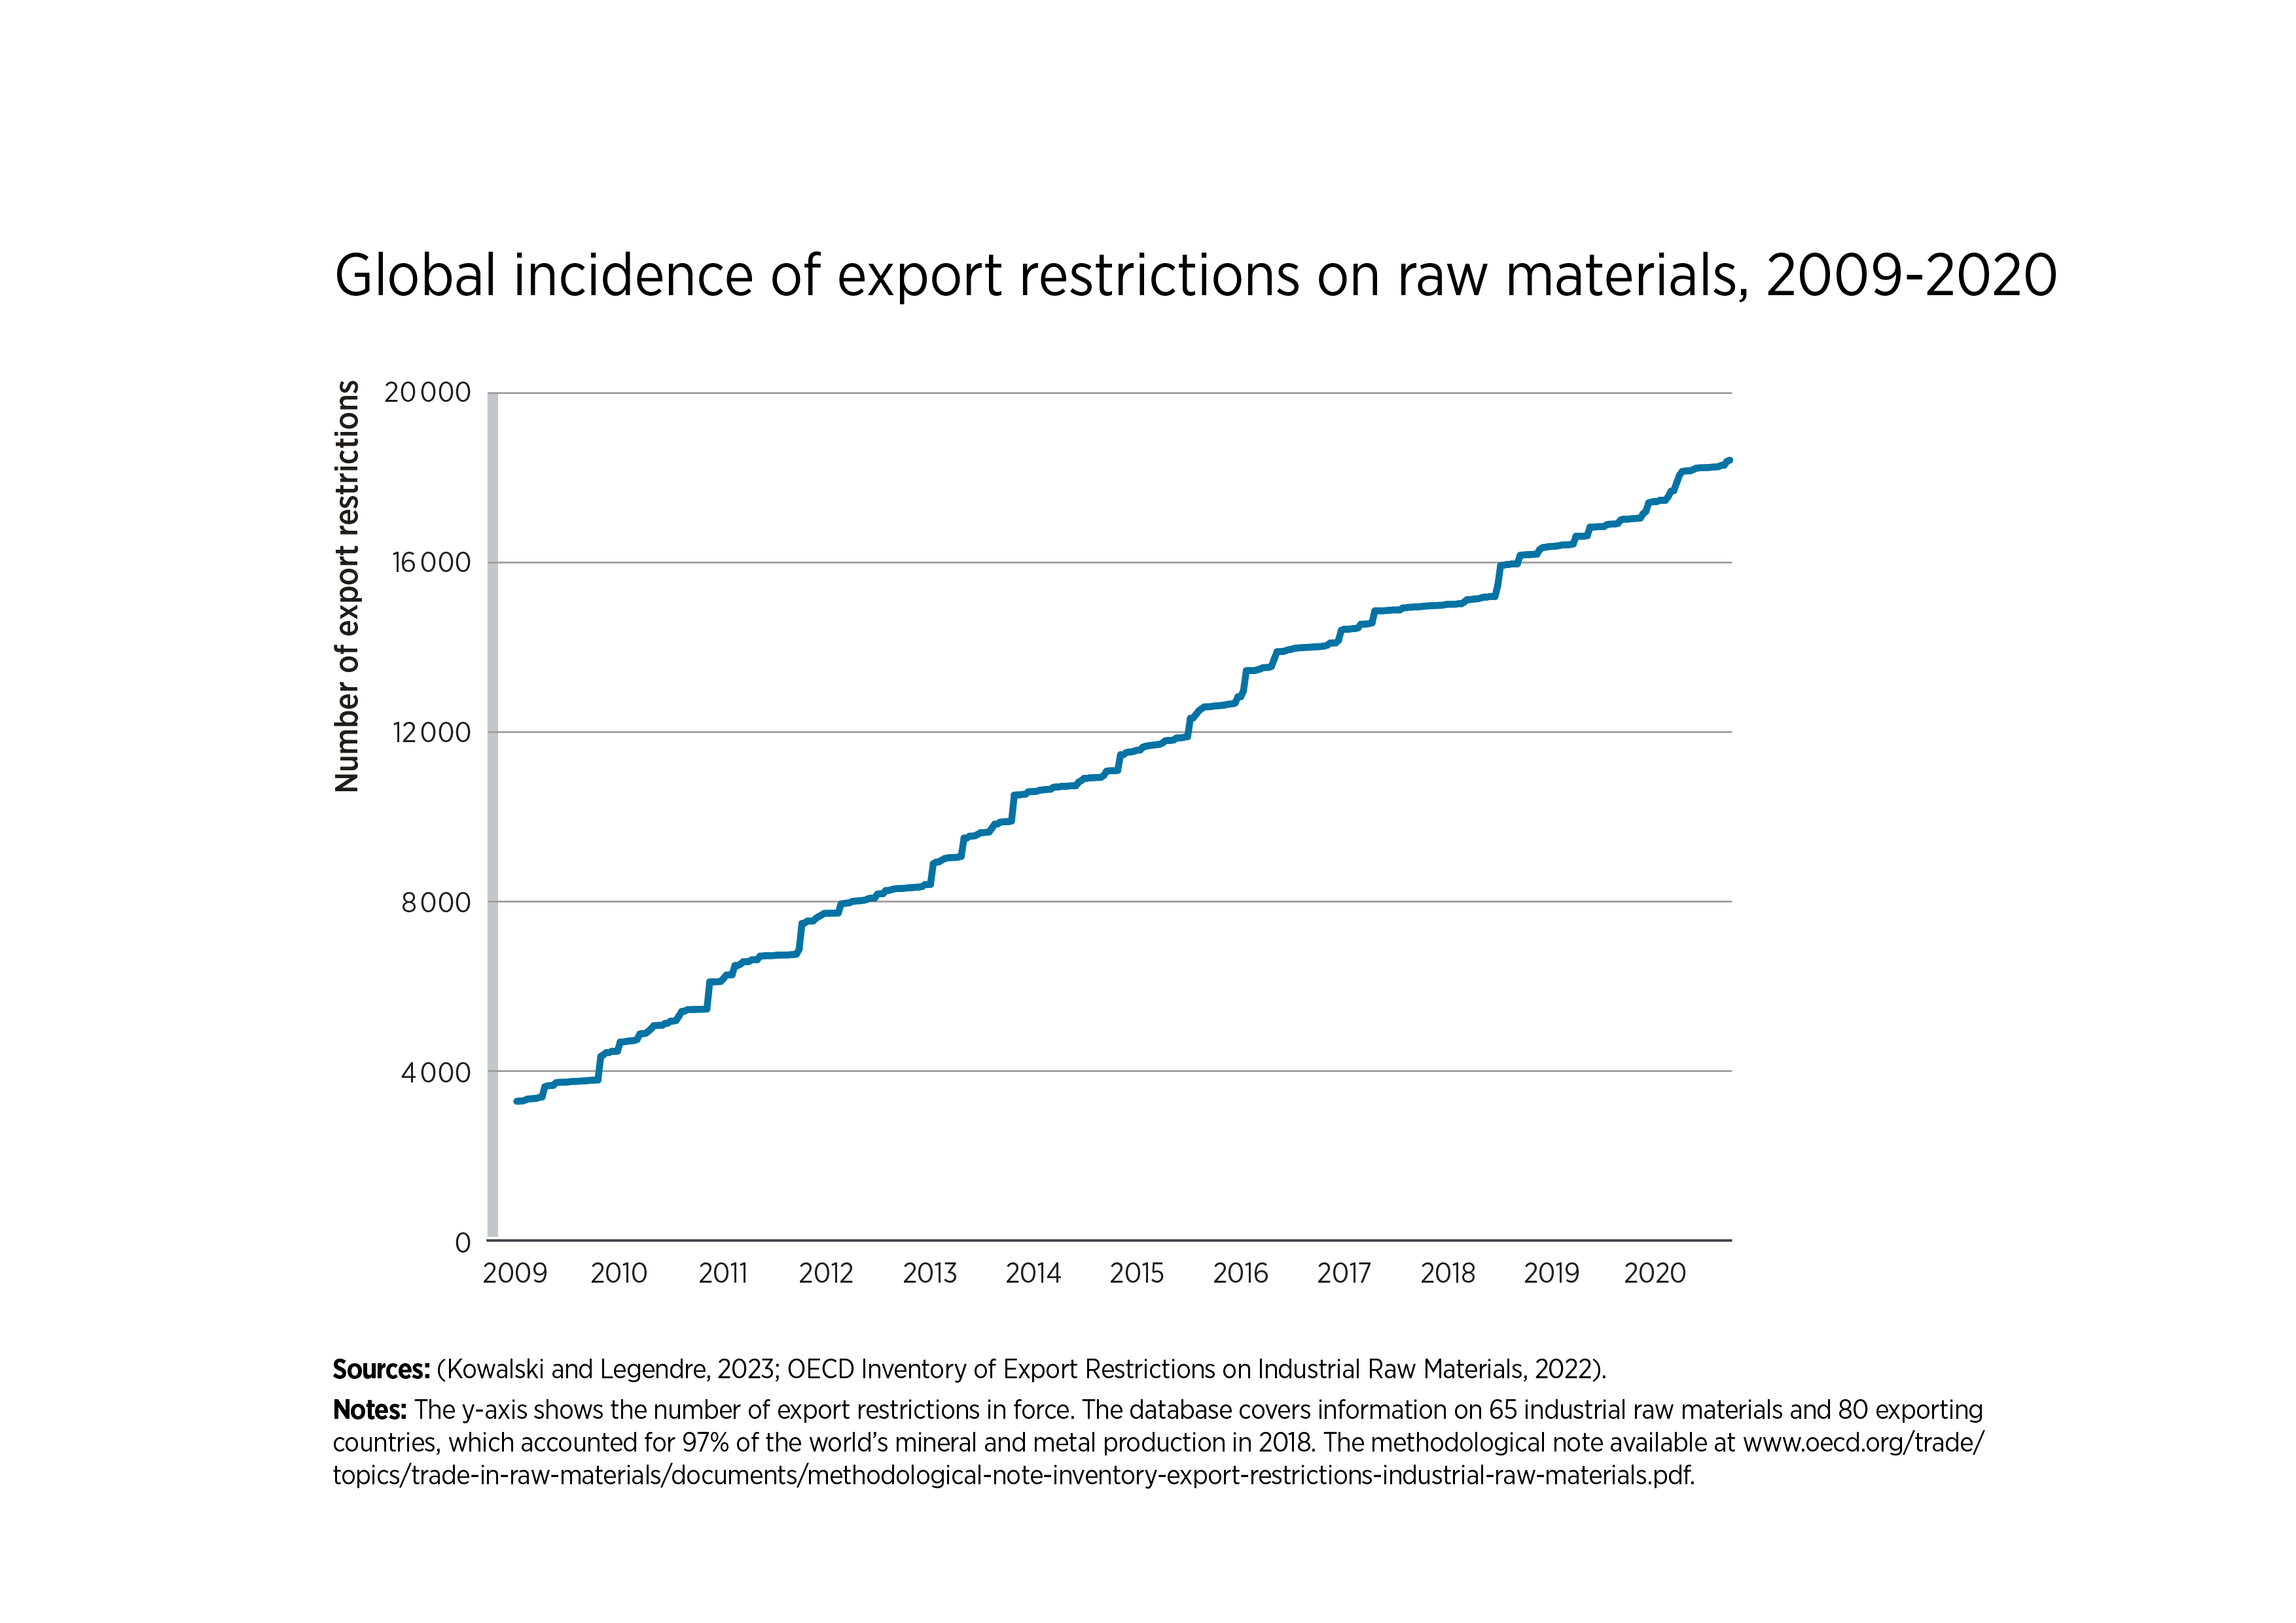 Global incidence of export restrictions on raw materials, 2009-2020
Number of export restrictions
20 000
16 000
12 000
8 000
4 000
0
2009 2010 2011 2012 2013 2014 2015 2016 2017 2018 2019 2020
Sources: (Kowalski and Legendre, 2023; OECD Inventory of Export Restrictions on Industrial Raw Materials, 2022).
Notes: The y-axis shows the number of export restrictions in force. The database covers information on 65 industrial raw materials and 80 exporting
countries, which accounted for 97% of the world’s mineral and metal production in 2018. The methodological note available at www.oecd.org/trade/
topics/trade-in-raw-materials/documents/methodological-note-inventory-export-restrictions-industrial-raw-materials.pdf.